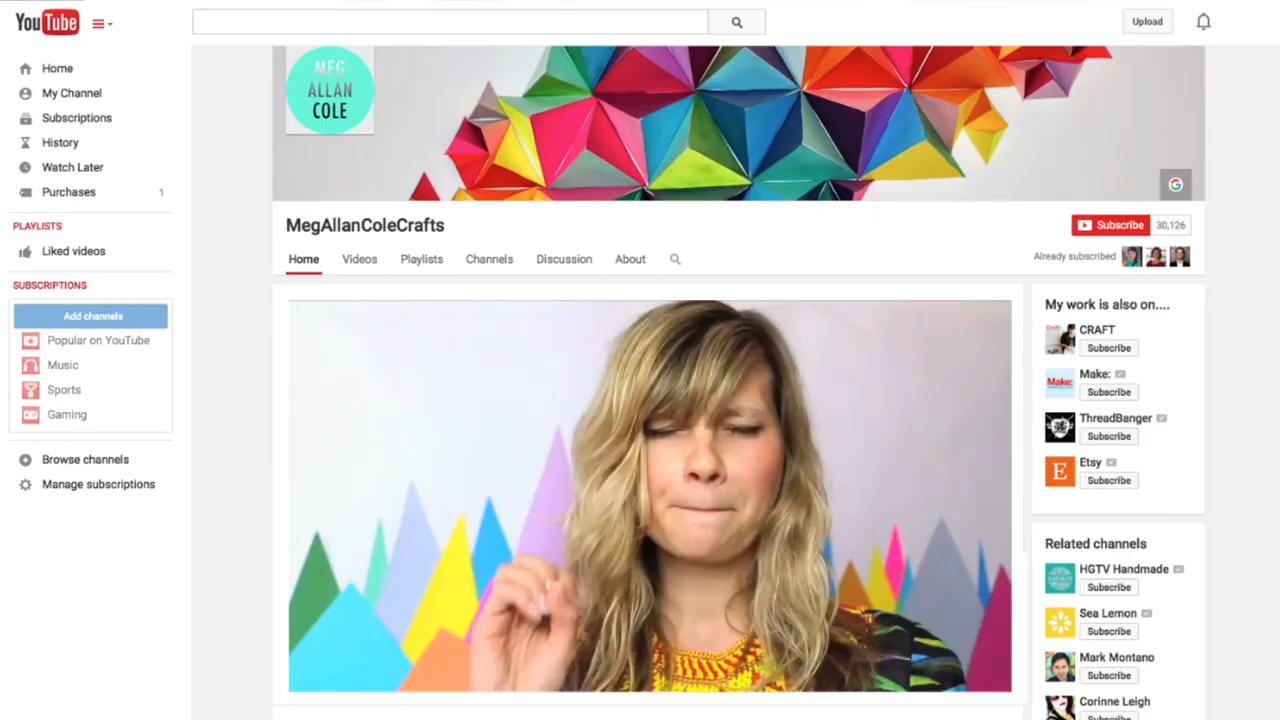 YouTube
Upload
Home
My Channel
Subscriptions
History
Watch Later
Purchases 1
PLAYLISTS
Liked videos
SUBSCRIPTIONS
Add channels
Popular on YouTube
Music
Sports
Gaming
Browse channels
Manage subscriptions
MEG
ALLAN
COLE
G
MegAllanColeCrafts
Subscribe 30,126
Home Videos Playlists Channels Discussion About
Already subscribed
My work is also on....
CRAFT
Subscribe
Make:
Make:
Subscribe
ThreadBanger
Subscribe
E
Etsy
Subscribe
Related channels
HGTV Handmade
Subscribe
Sea Lemon
Subscribe
Mark Montano
Subscribe
Corinne Leigh
Subscribe